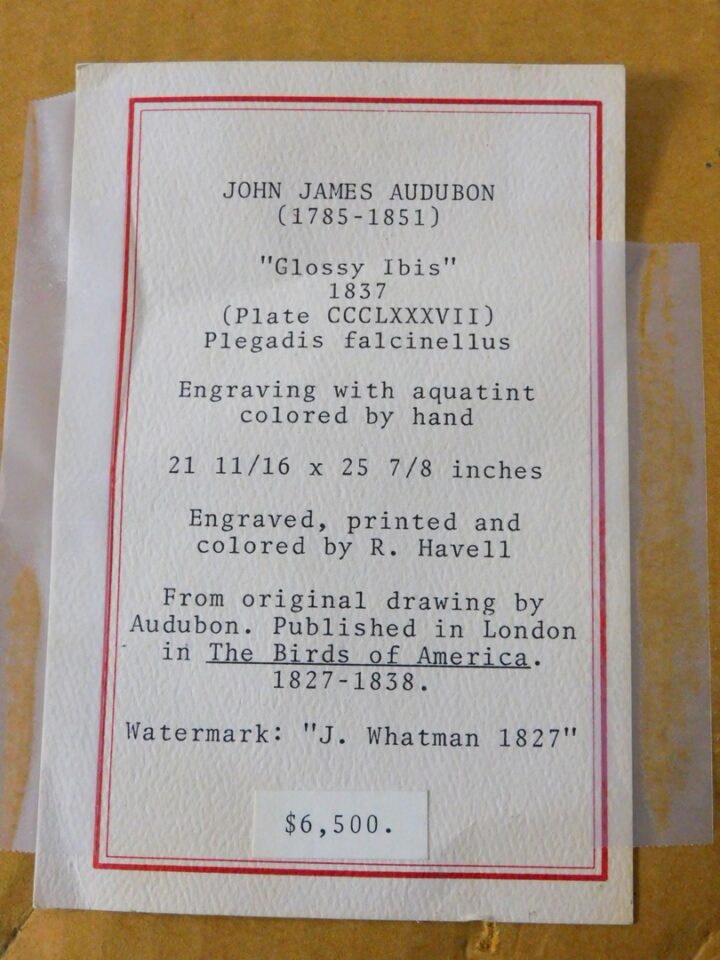 JOHN JAMES AUDUBON
(1785-1851)
"Glossy Ibis"
1837
(Plate CCCLXXXVII)
Plegadis falcinellus
Engraving with aquatint
colored by hand
21 11/16 x 25 7/8 inches
Engraved, printed and
colored by R. Havell
From original drawing by
Audubon. Published in London
in The Birds of America.
1827-1838.
Watermark: "J. Whatman 1827"
$6,500.